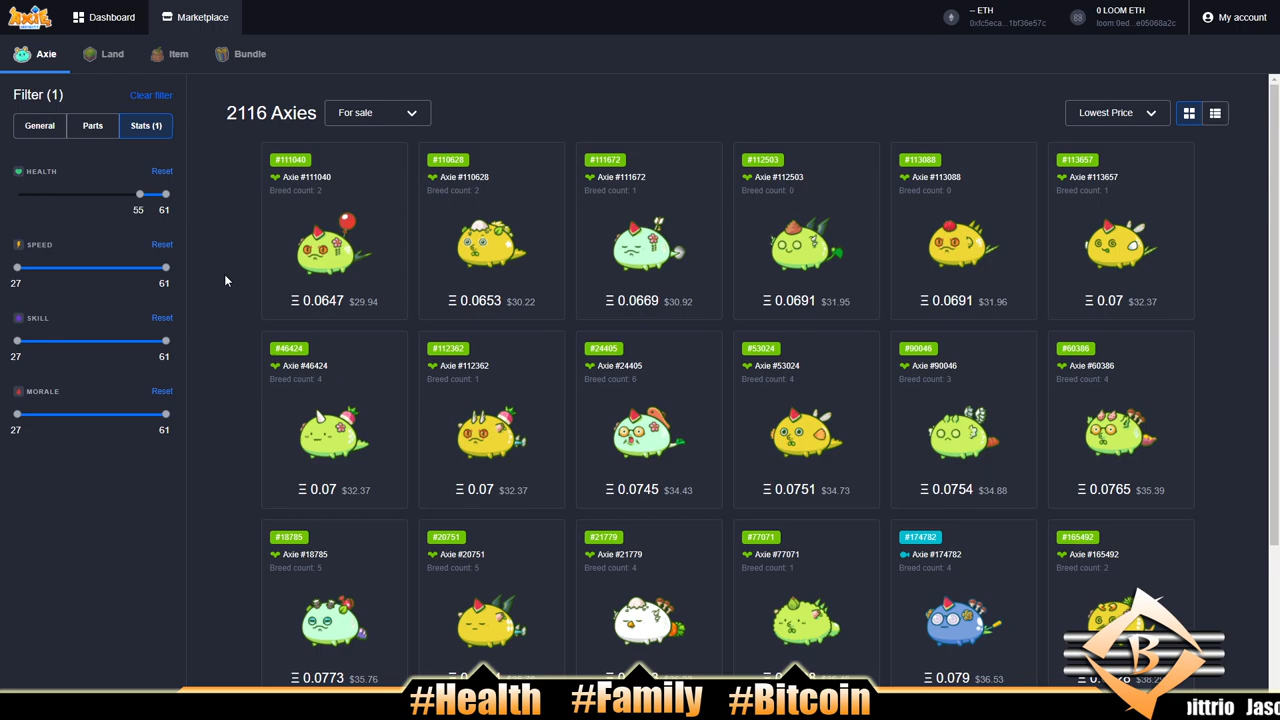 AXIE
Dashboard
Marketplace
-- ETH
0xfc5eca...1bf36e57c
0 LOOM ETH
loom:0ed...e05068a2c
My account
Axie
Land
Item
Bundle
Filter (1)
Clear filter
General
Parts
Stats (1)
HEALTH
Reset
55
61
SPEED
Reset
27
61
SKILL
Reset
27
61
MORALE
Reset
27
61
2116 Axies
For sale
Lowest Price
#111040
Axie #111040
Breed count: 2
Ξ 0.0647 $29.94
#110628
Axie #110628
Breed count: 2
Ξ 0.0653 $30.22
#111672
Axie #111672
Breed count: 1
Ξ 0.0669 $30.92
#112503
Axie #112503
Breed count: 0
Ξ 0.0691 $31.95
#113088
Axie #113088
Breed count: 0
Ξ 0.0691 $31.96
#113657
Axie #113657
Breed count: 1
Ξ 0.07 $32.37
#46424
Axie #46424
Breed count: 4
Ξ 0.07 $32.37
#112362
Axie #112362
Breed count: 1
Ξ 0.07 $32.37
#24405
Axie #24405
Breed count: 6
Ξ 0.0745 $34.43
#53024
Axie #53024
Breed count: 4
Ξ 0.0751 $34.73
#90046
Axie #90046
Breed count: 3
Ξ 0.0754 $34.88
#60386
Axie #60386
Breed count: 4
Ξ 0.0765 $35.39
#18785
Axie #18785
Breed count: 5
Ξ 0.0773 $35.76
#20751
Axie #20751
Breed count: 5
#21779
Axie #21779
Breed count: 4
#77071
Axie #77071
Breed count: 1
#174782
Axie #174782
Breed count: 4
Ξ 0.079 $36.53
#165492
Axie #165492
Breed count: 2
B
#Health
#Family
#Bitcoin